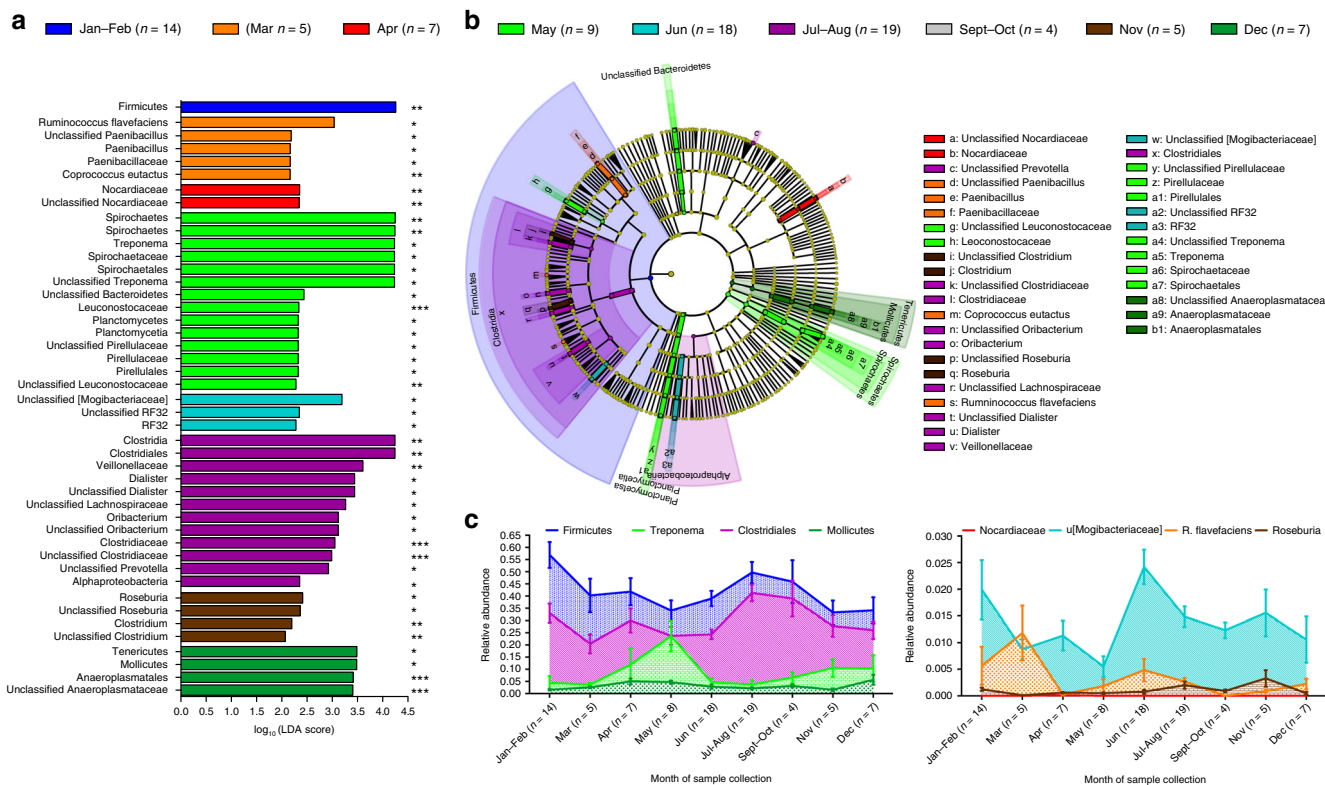 a
Jan–Feb (n = 14)
(Mar n = 5)
Apr (n = 7)
b
May (n = 9)
Jun (n = 18)
Jul–Aug (n = 19)
Sept–Oct (n = 4)
Nov (n = 5)
Dec (n = 7)
Firmicutes **
Ruminococcus flavefaciens *
Unclassified Paenibacillus *
Paenibacillus *
Paenibacillaceae *
Coprococcus eutactus **
Nocardiaceae **
Unclassified Nocardiaceae **
Spirochaetes **
Spirochaetes **
Treponema *
Spirochaetaceae *
Spirochaetales *
Unclassified Treponema *
Unclassified Bacteroidetes *
Leuconostocaceae ***
Planctomycetes *
Planctomycetia *
Unclassified Pirellulaceae *
Pirellulaceae *
Pirellulales *
Unclassified Leuconostocaceae **
Unclassified [Mogibacteriaceae] *
Unclassified RF32 *
RF32 *
Clostridia **
Clostridiales **
Veillonellaceae **
Dialister *
Unclassified Dialister *
Unclassified Lachnospiraceae *
Oribacterium *
Unclassified Oribacterium *
Clostridiaceae ***
Unclassified Clostridiaceae ***
Unclassified Prevotella *
Alphaproteobacteria *
Roseburia *
Unclassified Roseburia *
Clostridium **
Unclassified Clostridium **
Tenericutes *
Mollicutes *
Anaeroplasmatales ***
Unclassified Anaeroplasmataceae ***
0.0 0.5 1.0 1.5 2.0 2.5 3.0 3.5 4.0 4.5
log10 (LDA score)
Unclassified Bacteroidetes
Firmicutes
Clostridia
x
m
s
v
w
c
b
a
Tenericutes
Mollicutes
b1
a9
a8
Spirochaetes
Spirochaetes
a7
a6
a5
a4
Alphaproteobacteria
a2
a3
y
z
a1
Planctomycetia
Planctomycetsa
a: Unclassified Nocardiaceae
b: Nocardiaceae
c: Unclassified Prevotella
d: Unclassified Paenibacillus
e: Paenibacillus
f: Paenibacillaceae
g: Unclassified Leuconostocaceae
h: Leoconostocaceae
i: Unclassified Clostridium
j: Clostridium
k: Unclassified Clostridiaceae
l: Clostridiaceae
m: Coprococcus eutactus
n: Unclassified Oribacterium
o: Oribacterium
p: Unclassified Roseburia
q: Roseburia
r: Unclassified Lachnospiraceae
s: Rumninococcus flavefaciens
t: Unclassified Dialister
u: Dialister
v: Veillonellaceae
w: Unclassified [Mogibacteriaceae]
x: Clostridiales
y: Unclassified Pirellulaceae
z: Pirellulaceae
a1: Pirellulales
a2: Unclassified RF32
a3: RF32
a4: Unclassified Treponema
a5: Treponema
a6: Spirochaetaceae
a7: Spirochaetales
a8: Unclassified Anaeroplasmatacea
a9: Anaeroplasmataceae
b1: Anaeroplasmatales
c
Firmicutes Treponema Clostridiales Mollicutes
Relative abundance
0.65
0.60
0.55
0.50
0.45
0.40
0.35
0.30
0.25
0.20
0.15
0.10
0.05
0.00
Jan–Feb (n = 14)
Mar (n = 5)
Apr (n = 7)
May (n = 8)
Jun (n = 18)
Jul-Aug (n = 19)
Sept–Oct (n = 4)
Nov (n = 5)
Dec (n = 7)
Month of sample collection
Nocardiaceae u[Mogibacteriaceae] R. flavefaciens Roseburia
Relative abundance
0.030
0.025
0.020
0.010
0.005
0.000
Jan–Feb (n = 14)
Mar (n = 5)
Apr (n = 7)
May (n = 8)
Jun (n = 18)
Jul-Aug (n = 19)
Sept–Oct (n = 4)
Nov (n = 5)
Dec (n = 7)
Month of sample collection